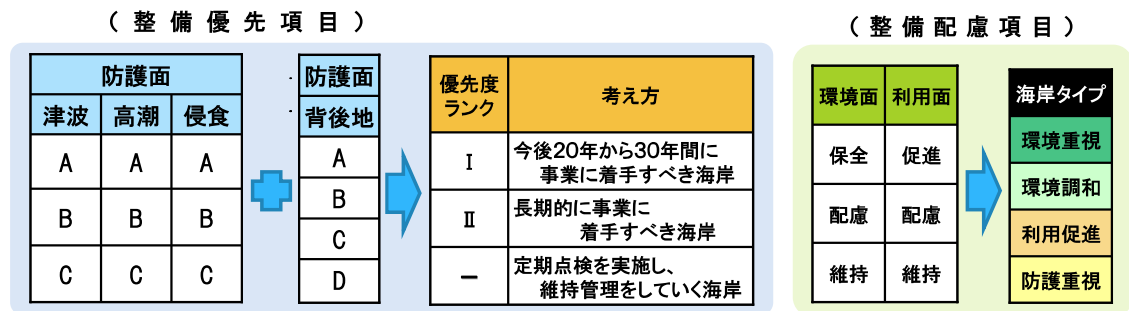 (整備優先項目)
防護面
津波 高潮 侵食
A A A
B B B
C C C
防護面
背後地
A
B
C
D
優先度
ランク
考え方
Ⅰ
今後20年から30年間に
事業に着手すべき海岸
Ⅱ
長期的に事業に
着手すべき海岸
ー
定期点検を実施し、
維持管理をしていく海岸
(整備配慮項目)
環境面 利用面
保全 促進
配慮 配慮
維持 維持
海岸タイプ
環境重視
環境調和
利用促進
防護重視